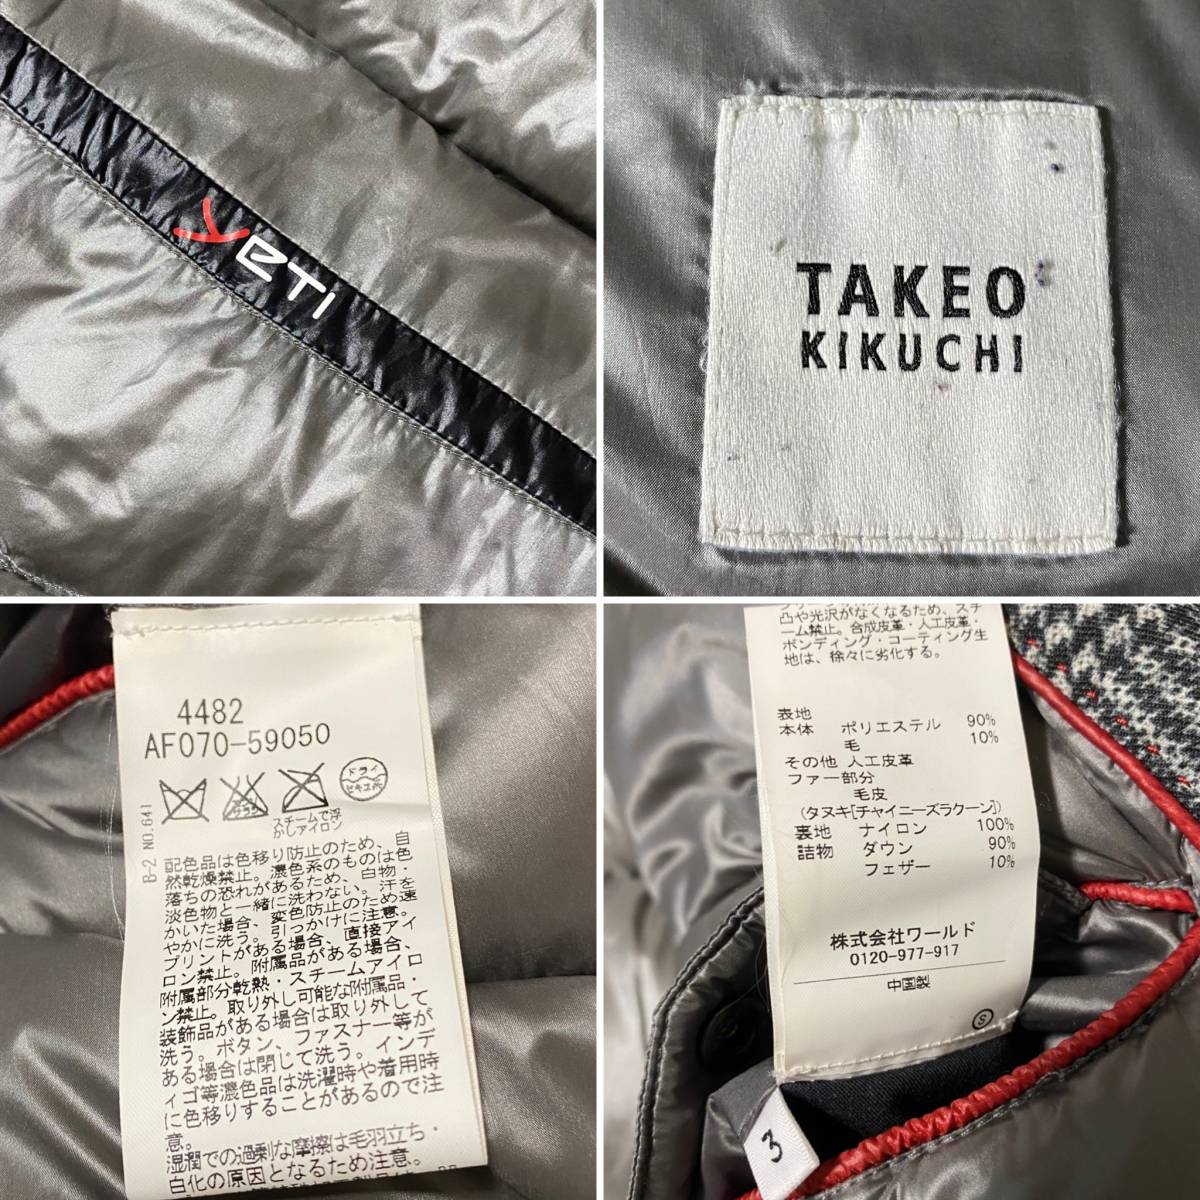 YETI
TAKEO
KIKUCHI
4482
AF070-59050
ドライ
セキユ系
エンソ
サラシ
スチームで浮
かしアイロン
B-2 NO.641
配色品は色移り防止のため、自
然乾燥禁止。濃色系のものは色
落ちの恐れがあるため、白物・
淡色物と一緒に洗わない。汗を
かいた場合、変色防止のため速
やかに洗う。引っかけに注意。
プリントがある場合、直接アイ
ロン禁止。附属品がある場合、
附属部分乾熱・スチームアイロ
ン禁止。取り外し可能な附属品・
装飾品がある場合は取り外して
洗う。ボタン、ファスナー等が
ある場合は閉じて洗う。インデ
ィゴ等濃色品は洗濯時や着用時
に色移りすることがあるので注
意。
湿潤での過剰な摩擦は毛羽立ち・
白化の原因となるため注意。
凸や光沢がなくなるため、スチ
ーム禁止。合成皮革・人工皮革・
ボンディング・コーティング生
地は、徐々に劣化する。
表地
本体 ポリエステル 90%
毛 10%
その他 人工皮革
ファー部分
毛皮
(タヌキ[チャイニーズラクーン])
裏地 ナイロン 100%
詰物 ダウン 90%
フェザー 10%
株式会社ワールド
0120-977-917
中国製
S
3